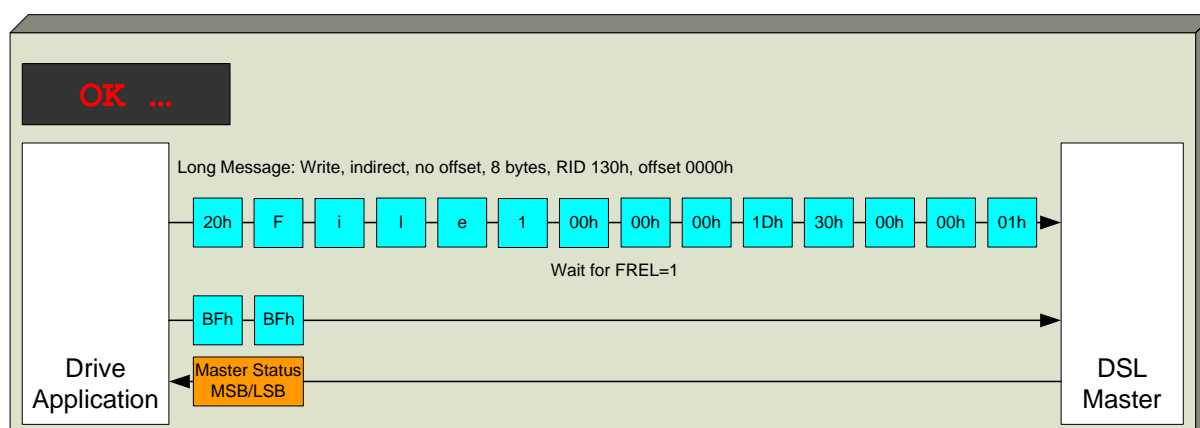 OK ...
Long Message: Write, indirect, no offset, 8 bytes, RID 130h, offset 0000h
20h F i l e 1 00h 00h 00h 1Dh 30h 00h 00h 01h
Wait for FREL=1
BFh BFh
Master Status
MSB/LSB
Drive
Application
DSL
Master